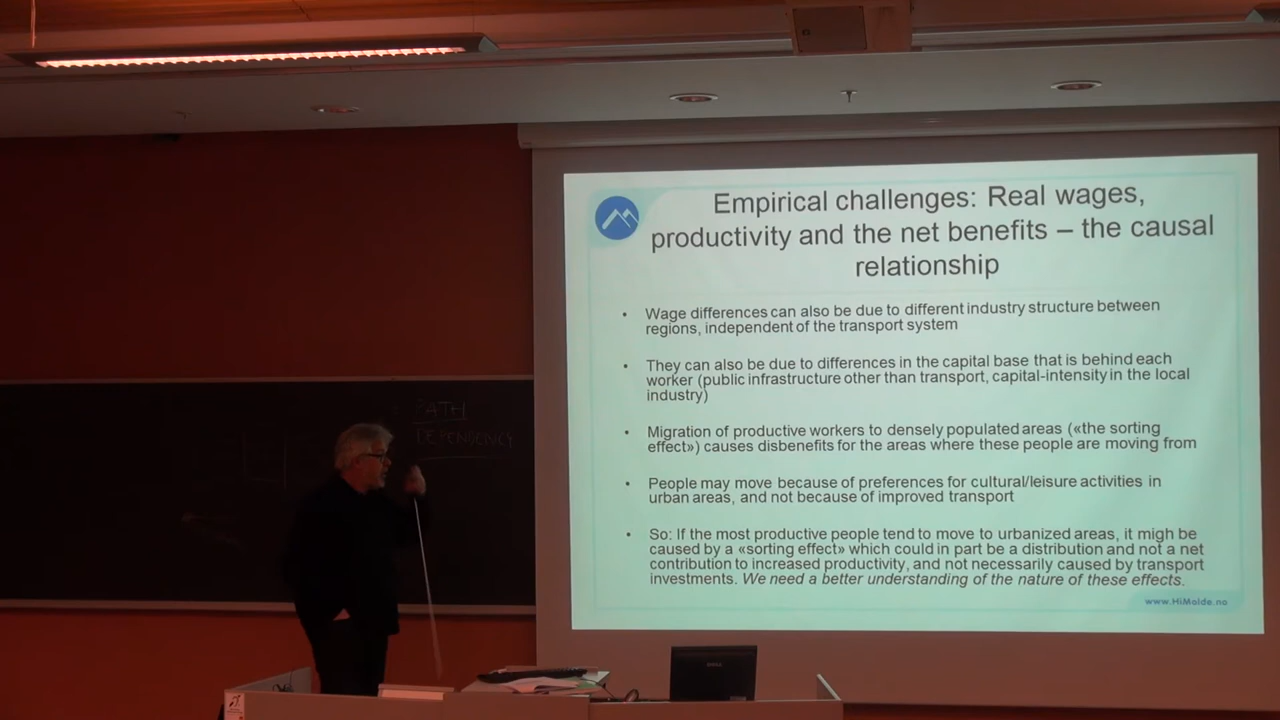 PATH
DEPENDENCY
Empirical challenges: Real wages,
productivity and the net benefits – the causal
relationship
• Wage differences can also be due to different industry structure between
regions, independent of the transport system
• They can also be due to differences in the capital base that is behind each
worker (public infrastructure other than transport, capital-intensity in the local
industry)
• Migration of productive workers to densely populated areas («the sorting
effect») causes disbenefits for the areas where these people are moving from
• People may move because of preferences for cultural/leisure activities in
urban areas, and not because of improved transport
• So: If the most productive people tend to move to urbanized areas, it migh be
caused by a «sorting effect» which could in part be a distribution and not a net
contribution to increased productivity, and not necessarily caused by transport
investments. We need a better understanding of the nature of these effects.
www.HiMolde.no